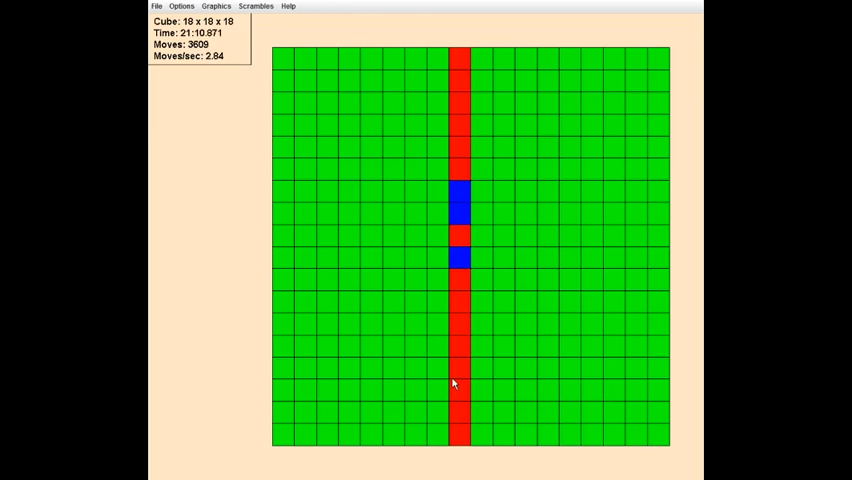 File Options Graphics Scrambles Help
Cube: 18 x 18 x 18
Time: 21:10.871
Moves: 3609
Moves/sec: 2.84